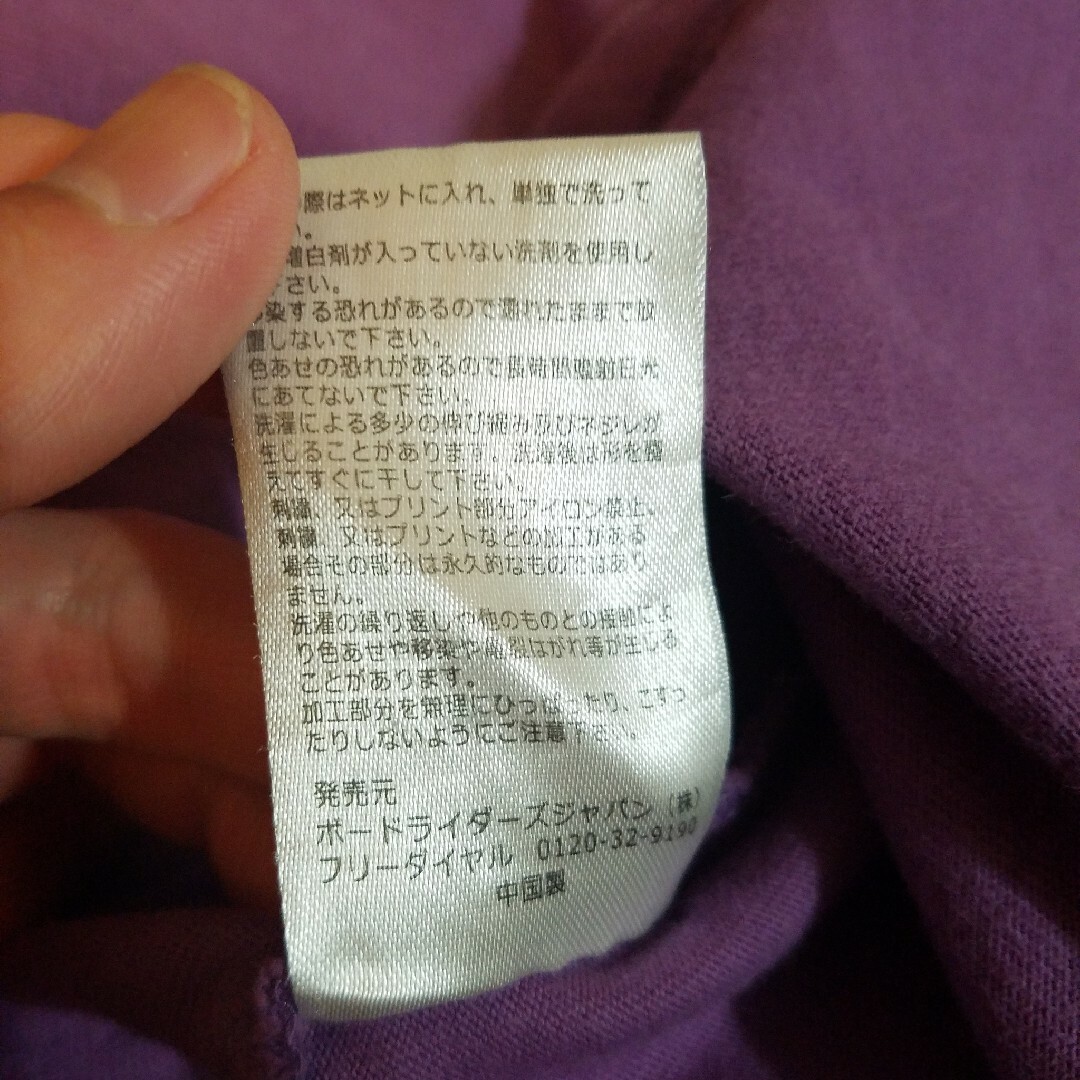 際はネットに入れ、単独で洗って
い。
増白剤が入っていない洗剤を使用し
さい。
染する恐れがあるので濡れたままで放
置しないで下さい。
色あせの恐れがあるので長時間直射日光
にあてないで下さい。
洗濯による多少の伸び縮み及びネジレが
生じることがあります。洗濯後は形を整
えてすぐに干して下さい。
刺繍、又はプリント部分アイロン禁止。
刺繍、又はプリントなどの加工がある
場合その部分は永久的なものではあり
ません。
洗濯の繰り返しや他のものとの接触によ
り色あせや移染や はがれ等が生じる
ことがあります。
加工部分を無理にひっぱったり、こすっ
たりしないようにご注意下さい。
発売元
ボードライダーズジャパン（株）
フリーダイヤル 0120-32-9190
中国製